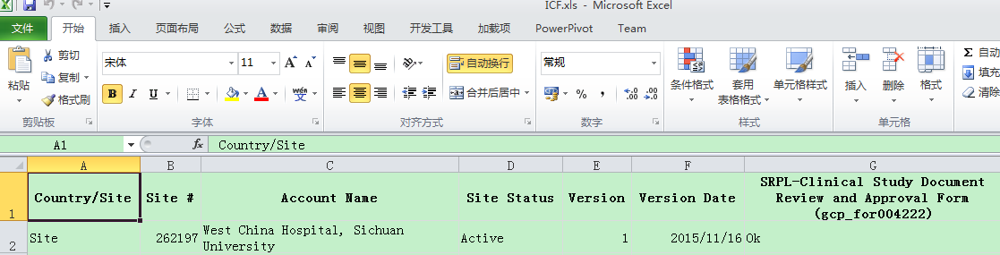 ICF.xls - Microsoft Excel
文件 开始 插入 页面布局 公式 数据 审阅 视图 开发工具 加载项 PowerPivot Team
粘贴
剪切
复制
格式刷
剪贴板
宋体 11 A A
B I U A wén 文
字体
自动换行
合并后居中
对齐方式
常规
% , .0 .00 .00 .0
数字
条件格式
套用
表格格式
单元格样式
样式
插入 删除 格式
单元格
Σ 自动
填充
清除
A1 fx Country/Site
A B C D E F G
1 Country/Site Site # Account Name Site Status Version Version Date SRPL-Clinical Study Document
Review and Approval Form
(gcp_for004222)
2 Site 262197 West China Hospital, Sichuan
University Active 1 2015/11/16 Ok